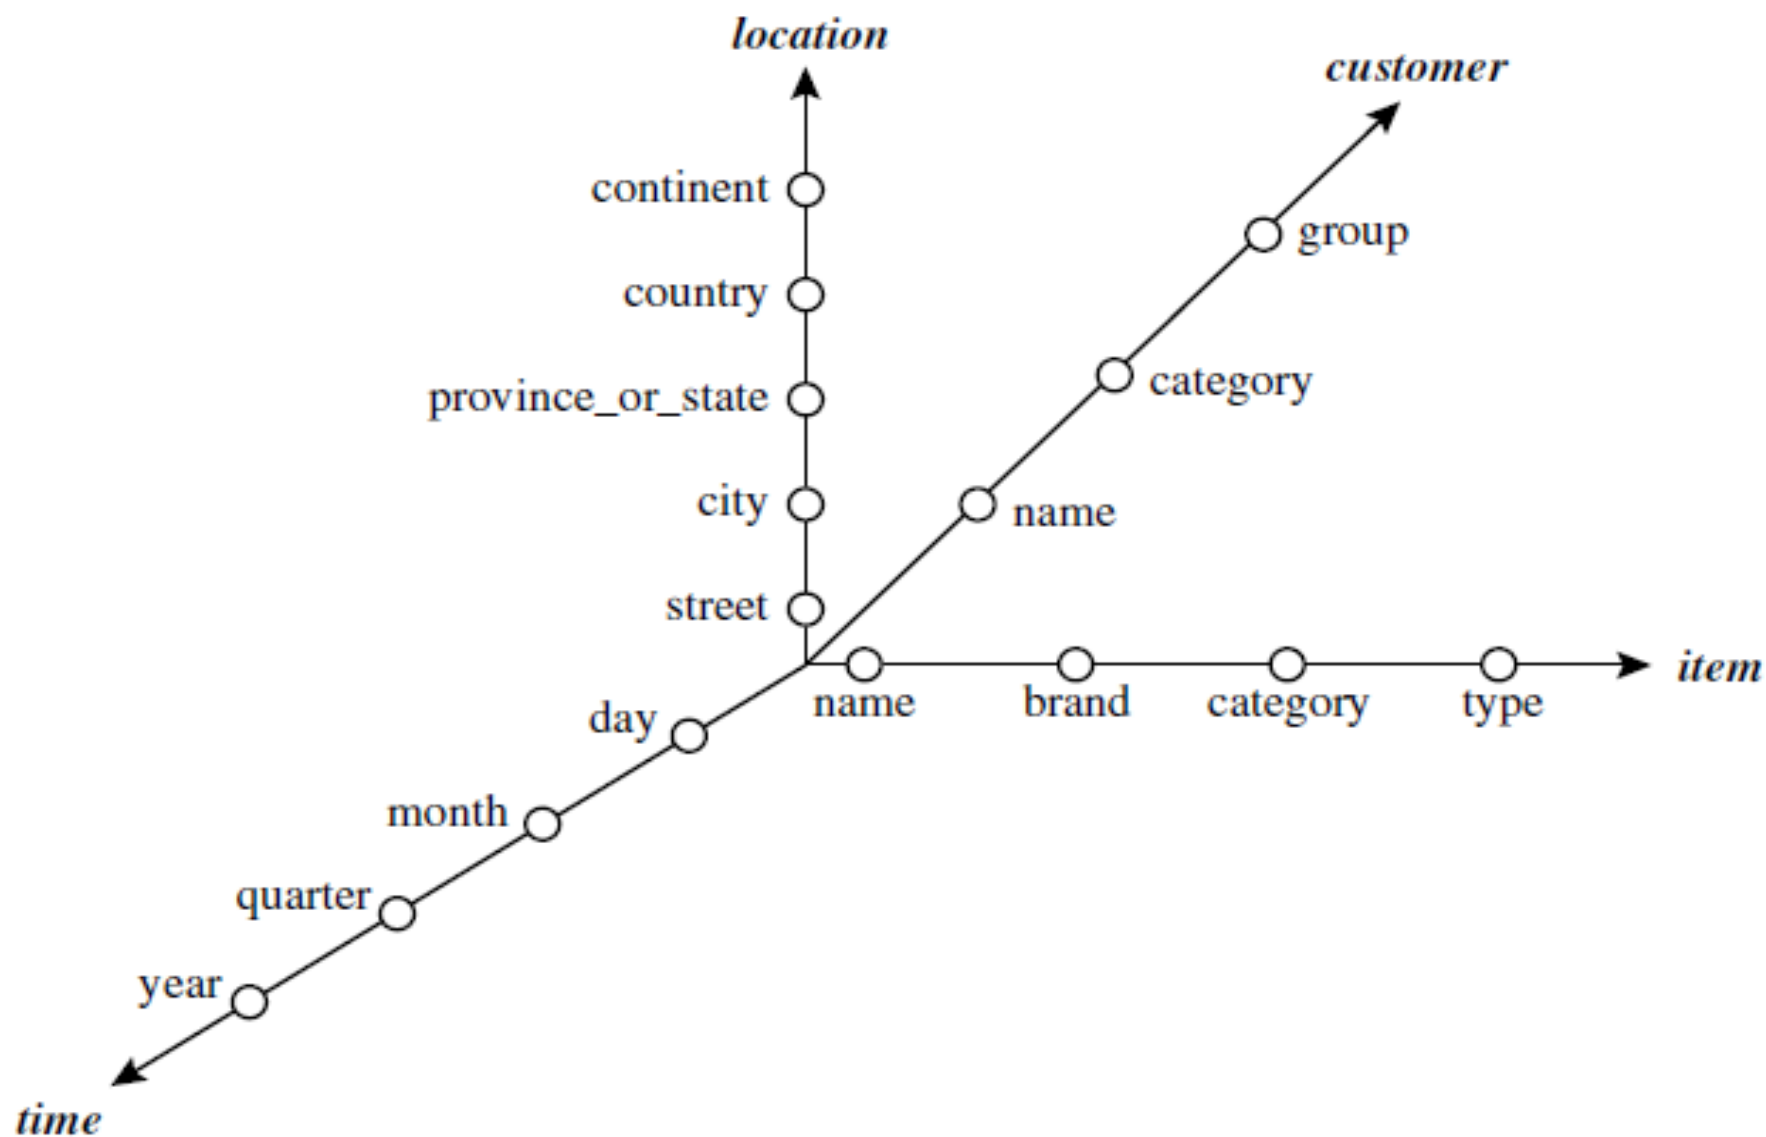 location
customer
continent
group
country
category
province_or_state
city
name
street
item
name
brand
category
type
day
month
quarter
year
time